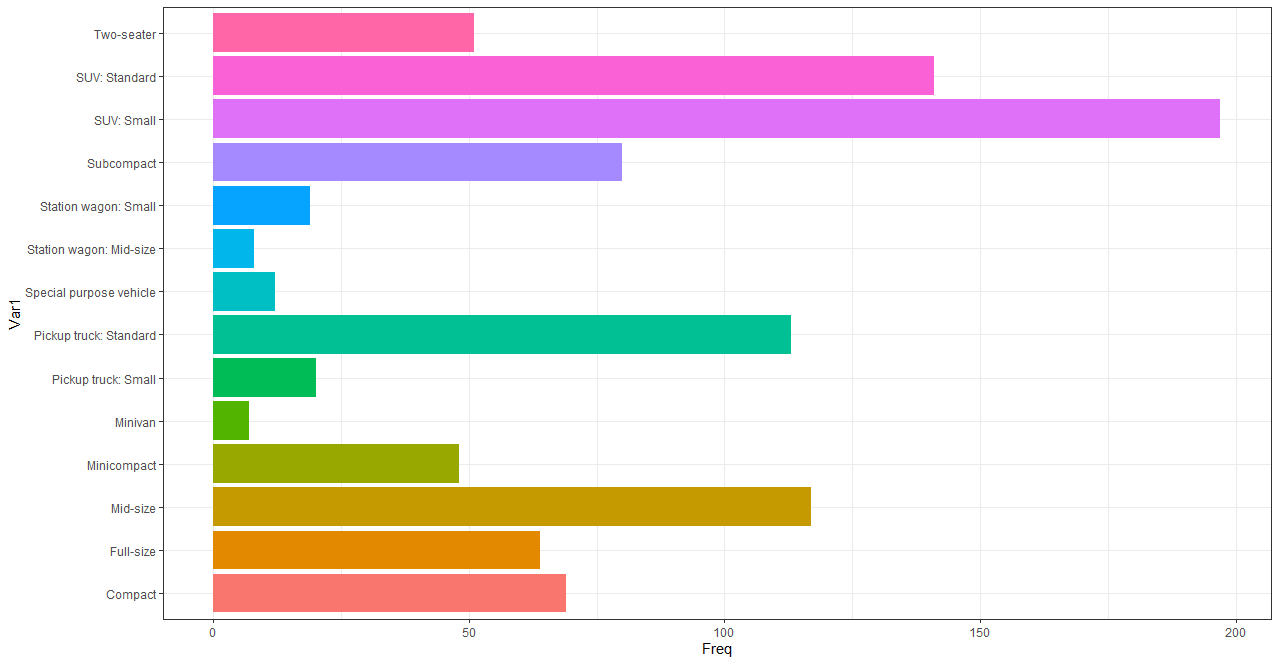 Two-seater
SUV: Standard
SUV: Small
Subcompact
Station wagon: Small
Station wagon: Mid-size
Special purpose vehicle
Pickup truck: Standard
Pickup truck: Small
Minivan
Minicompact
Mid-size
Full-size
Compact
Var1
0 50 100 150 200
Freq